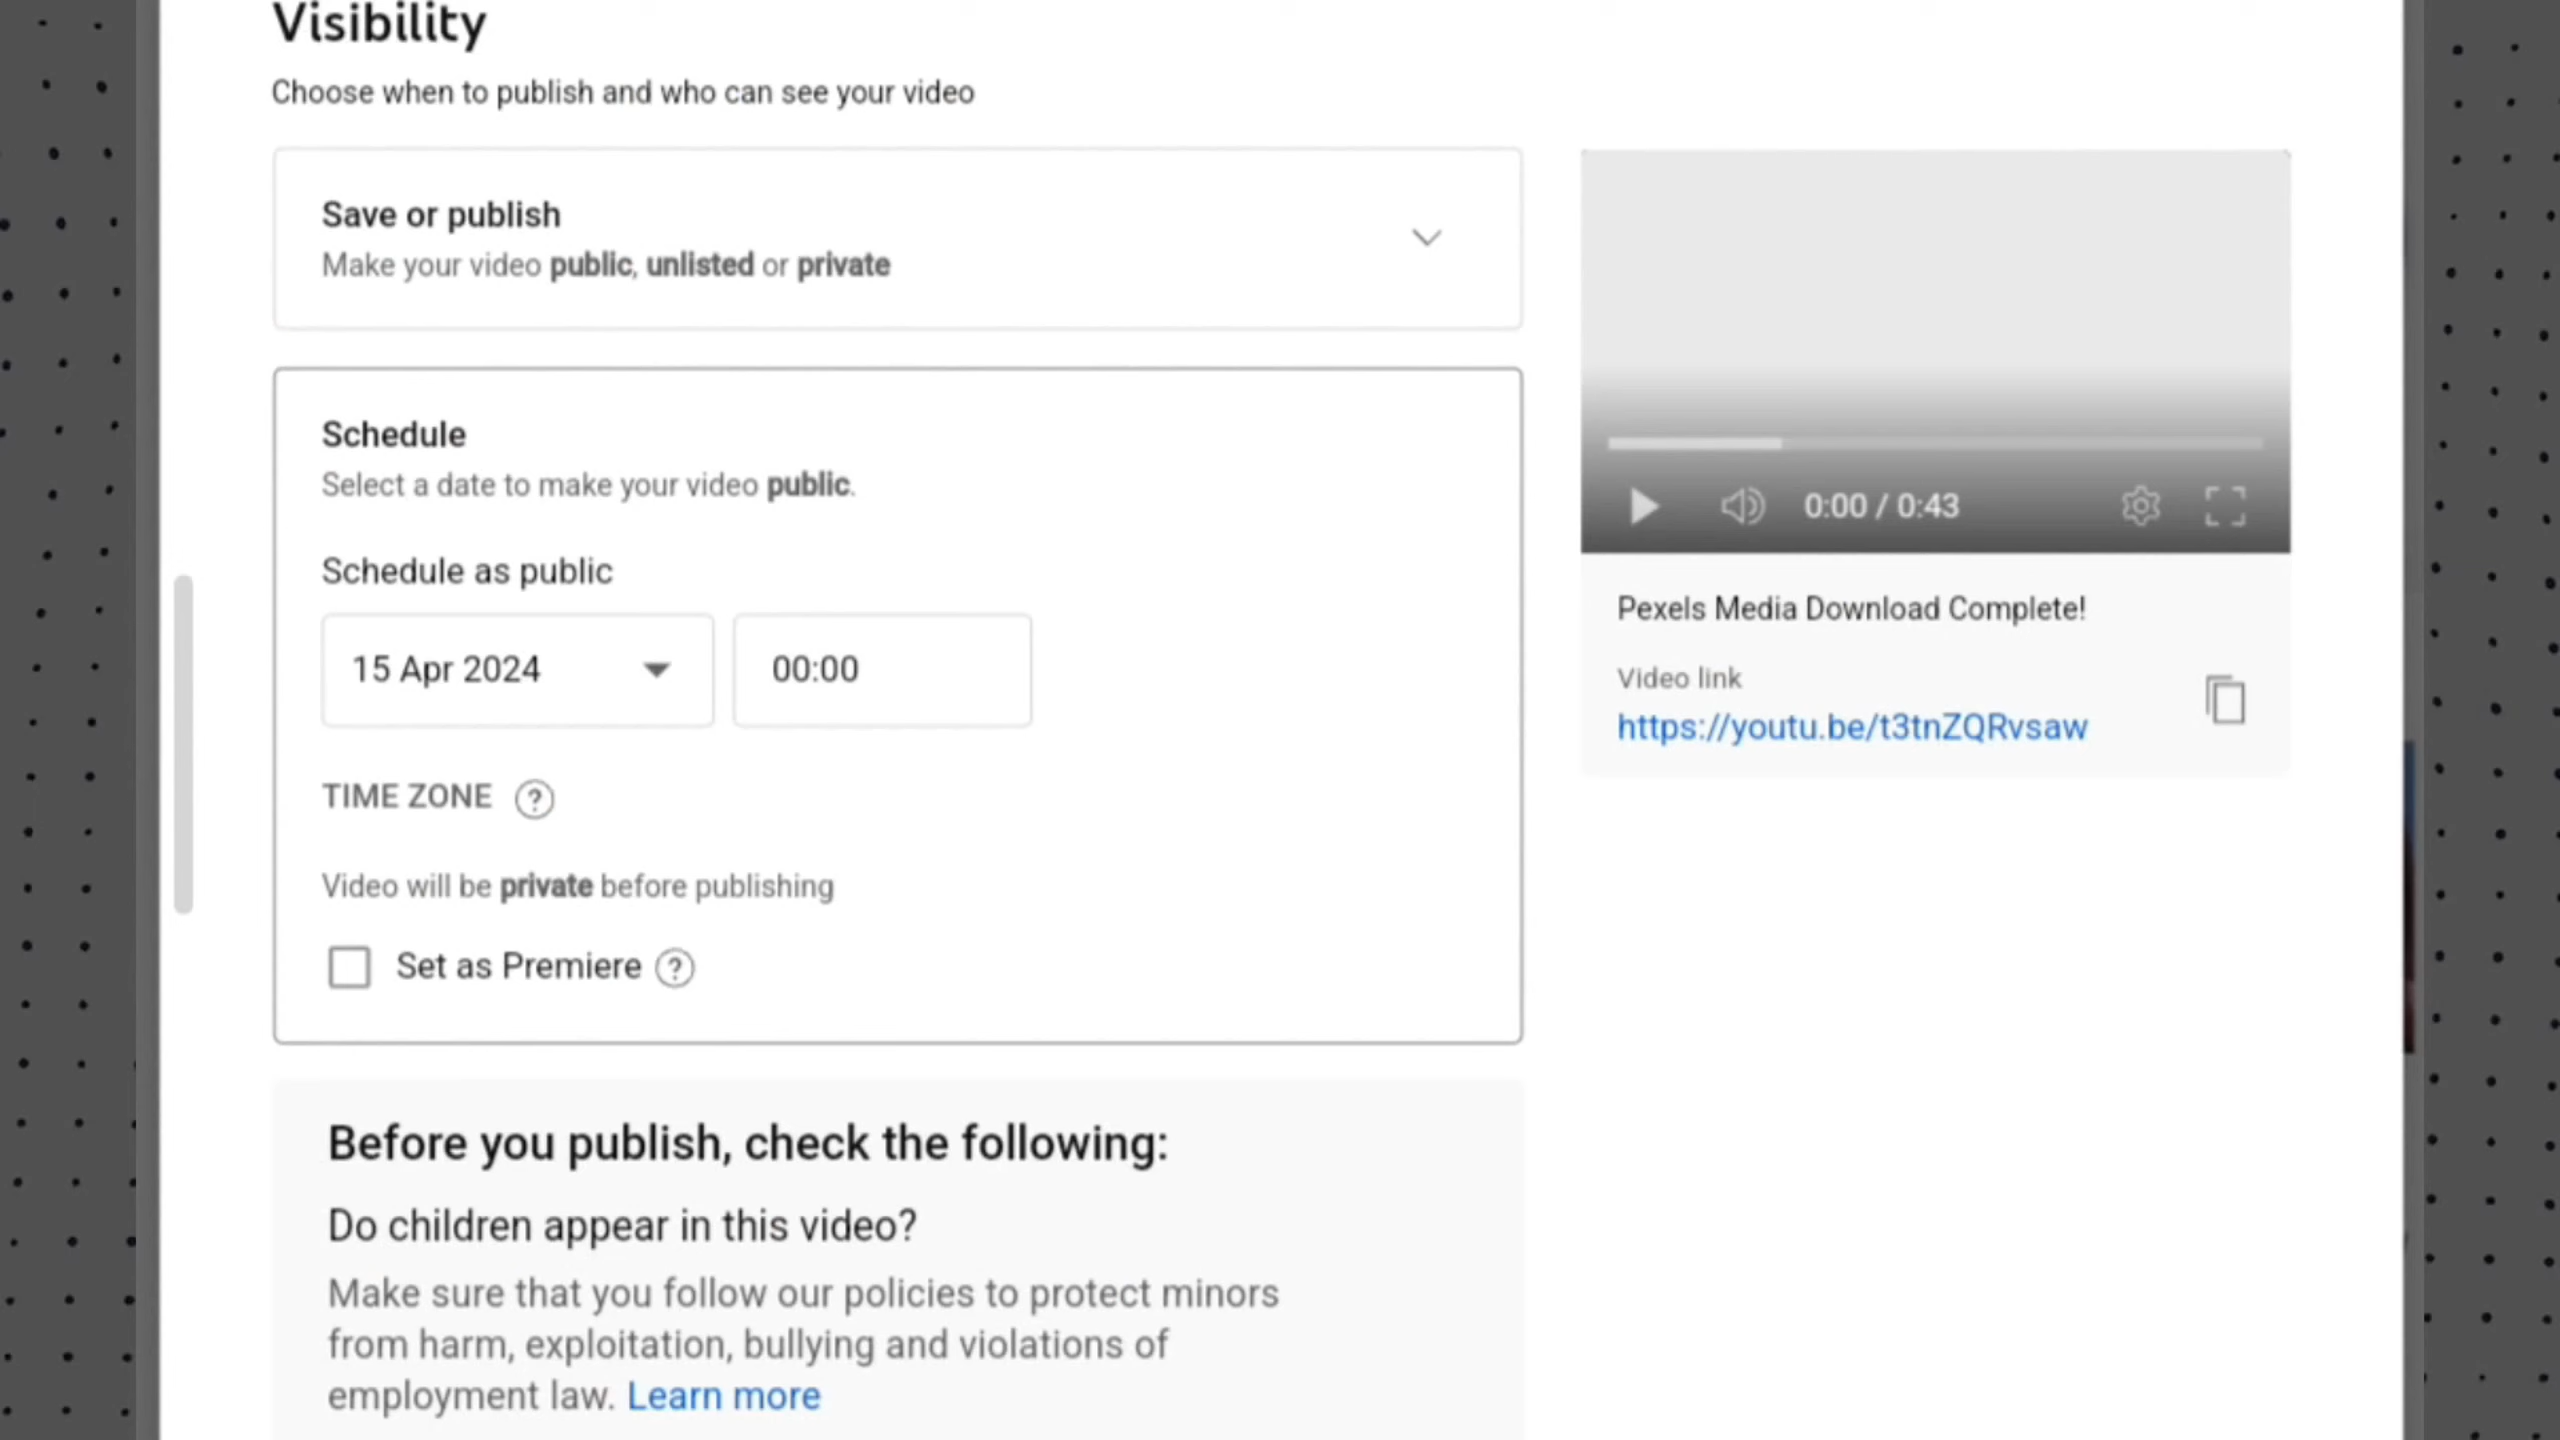 Visibility
Choose when to publish and who can see your video
Save or publish
Make your video public, unlisted or private
Schedule
Select a date to make your video public.
Schedule as public
15 Apr 2024
00:00
TIME ZONE ?
Video will be private before publishing
Set as Premiere ?
Before you publish, check the following:
Do children appear in this video?
Make sure that you follow our policies to protect minors
from harm, exploitation, bullying and violations of
employment law. Learn more
0:00 / 0:43
Pexels Media Download Complete!
Video link
https://youtu.be/t3tnZQRvsaw